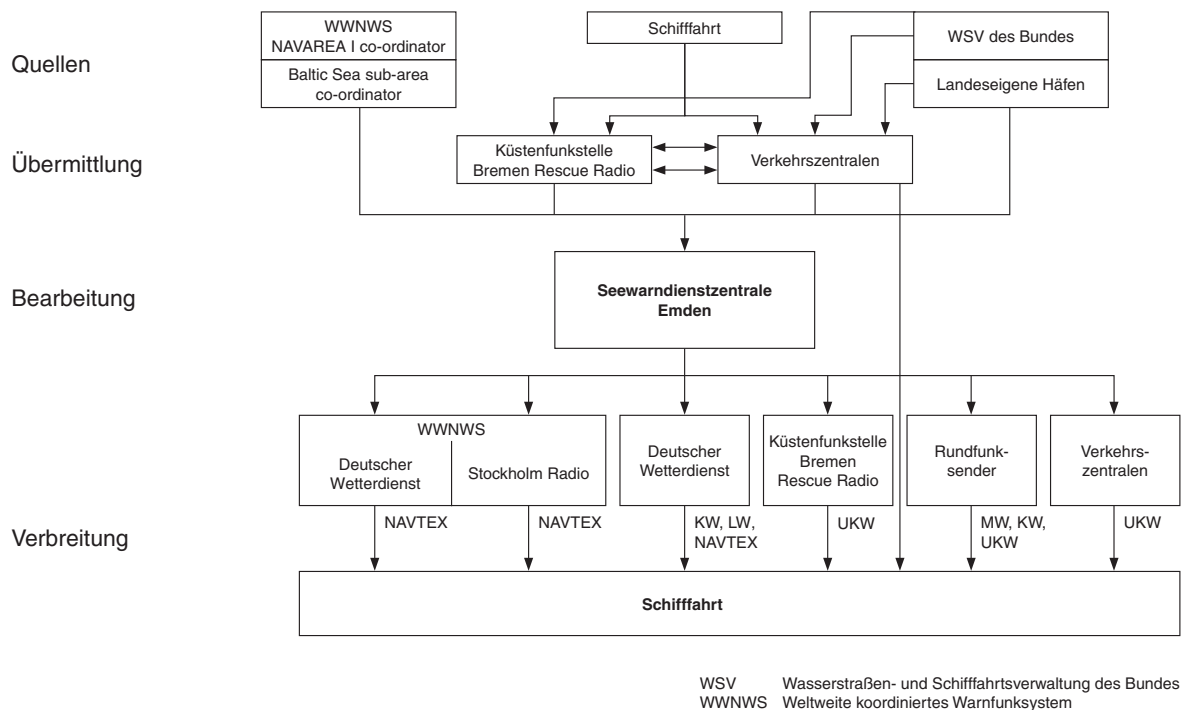 Quellen
WWNWS
NAVAREA I co-ordinator
Baltic Sea sub-area
co-ordinator
Schifffahrt
WSV des Bundes
Landeseigene Häfen
Übermittlung
Küstenfunkstelle
Bremen Rescue Radio
Verkehrszentralen
Bearbeitung
Seewarndienstzentrale
Emden
WWNWS
Deutscher
Wetterdienst
Stockholm Radio
Deutscher
Wetterdienst
Küstenfunkstelle
Bremen
Rescue Radio
Rundfunk-
sender
Verkehrs-
zentralen
Verbreitung
NAVTEX
NAVTEX
KW, LW,
NAVTEX
UKW
MW, KW,
UKW
UKW
Schifffahrt
WSV Wasserstraßen- und Schifffahrtsverwaltung des Bundes
WWNWS Weltweite koordiniertes Warnfunksystem